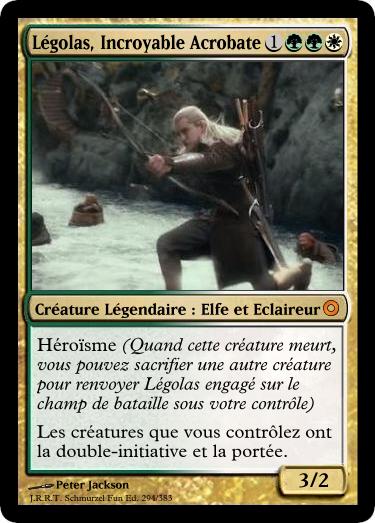 Légolas, Incroyable Acrobate 1
Créature Légendaire : Elfe et Eclaireur
Héroïsme (Quand cette créature meurt,
vous pouvez sacrifier une autre créature
pour renvoyer Légolas engagé sur le
champ de bataille sous votre contrôle)
Les créatures que vous contrôlez ont
la double-initiative et la portée.
3/2
Peter Jackson
J.R.R.T. Schmurzel Fun Ed. 294/383